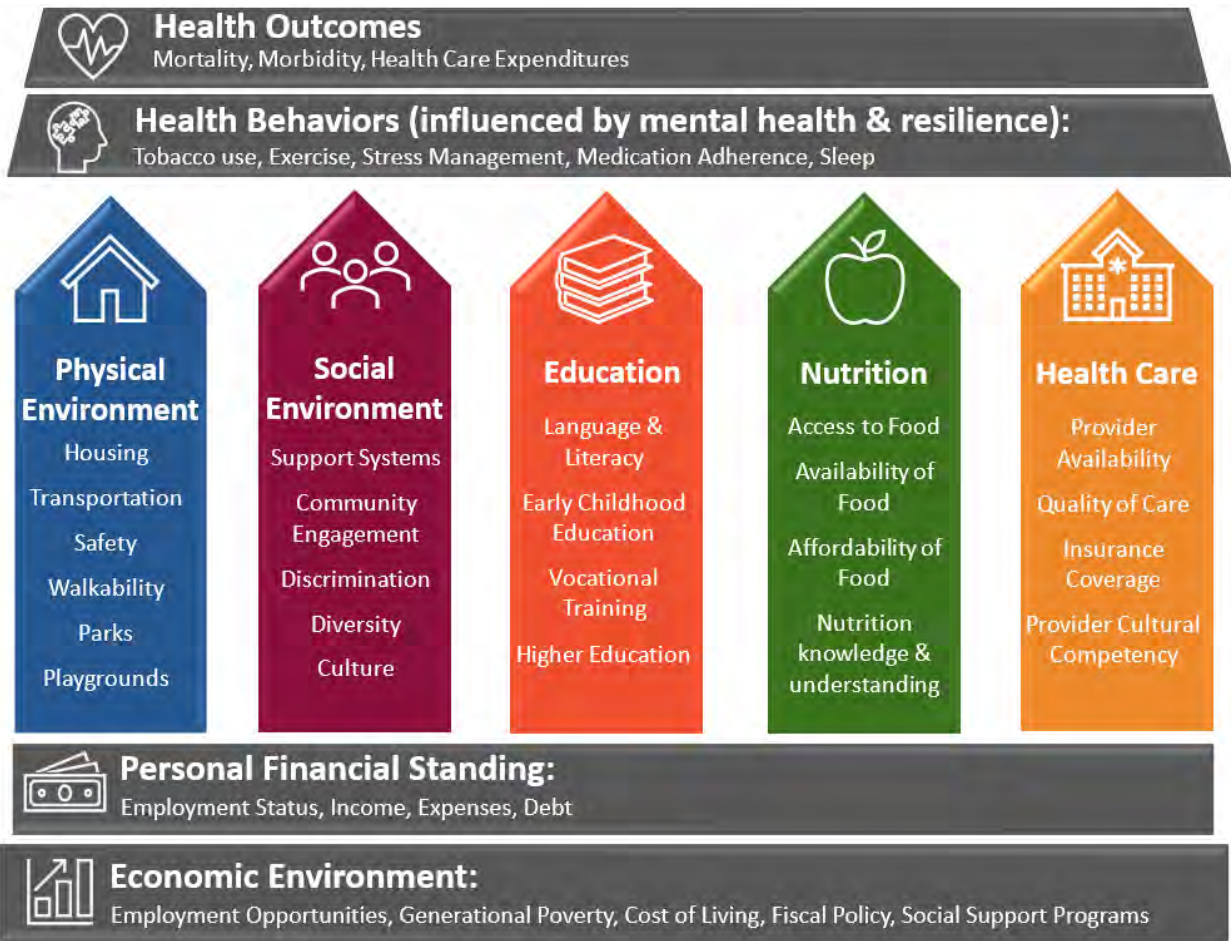 Health Outcomes
Mortality, Morbidity, Health Care Expenditures
Health Behaviors (influenced by mental health & resilience):
Tobacco use, Exercise, Stress Management, Medication Adherence, Sleep
Physical
Environment
Housing
Transportation
Safety
Walkability
Parks
Playgrounds
Social
Environment
Support Systems
Community
Engagement
Discrimination
Diversity
Culture
Education
Language &
Literacy
Early Childhood
Education
Vocational
Training
Higher Education
Nutrition
Access to Food
Availability of
Food
Affordability of
Food
Nutrition
knowledge &
understanding
Health Care
Provider
Availability
Quality of Care
Insurance
Coverage
Provider Cultural
Competency
Personal Financial Standing:
Employment Status, Income, Expenses, Debt
Economic Environment:
Employment Opportunities, Generational Poverty, Cost of Living, Fiscal Policy, Social Support Programs